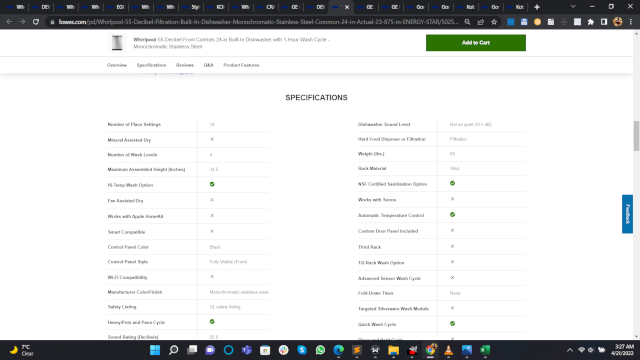 lowes.com/pd/Whirlpool-55-Decibel-Filtration-Built-In-Dishwasher-Monochromatic-Stainless-Steel-Common-24-in-Actual-23-875-in-ENERGY-STAR/5025...
Whirlpool 55-Decibel Front Controls 24-in Built-In Dishwasher with 1-Hour Wash Cycle - Monochromatic Stainless Steel
Add to Cart
Overview Specifications Reviews Q&A Product Features
SPECIFICATIONS
Number of Place Settings
Mineral Assisted Dry
Number of Wash Levels 4
Maximum Assembled Height (Inches) 34.5
Hi-Temp Wash Option
Fan Assisted Dry
Works with Apple HomeKit
Smart Compatible
Control Panel Color Black
Control Panel Style Fully Visible (Front)
Wi-Fi Compatibility
Manufacturer Color/Finish Monochromatic stainless steel
Safety Listing UL safety listing
Heavy/Pots and Pans Cycle
Sound Rating (Decibels) 55.0
Dishwasher Sound Level Not as quiet (51+ dB)
Hard Food Disposer or Filtration Filtration
Weight (lbs.)
Rack Material Vinyl
NSF Certified Sanitization Option
Works with Sonos
Automatic Temperature Control
Custom Door Panel Included
Third Rack
1/2-Rack Wash Option
Advanced Sensor Wash Cycle
Fold-Down Tines None
Targeted Silverware Wash Module
Quick Wash Cycle
Feedback
7°C
Clear
3:27 AM
4/21/2022